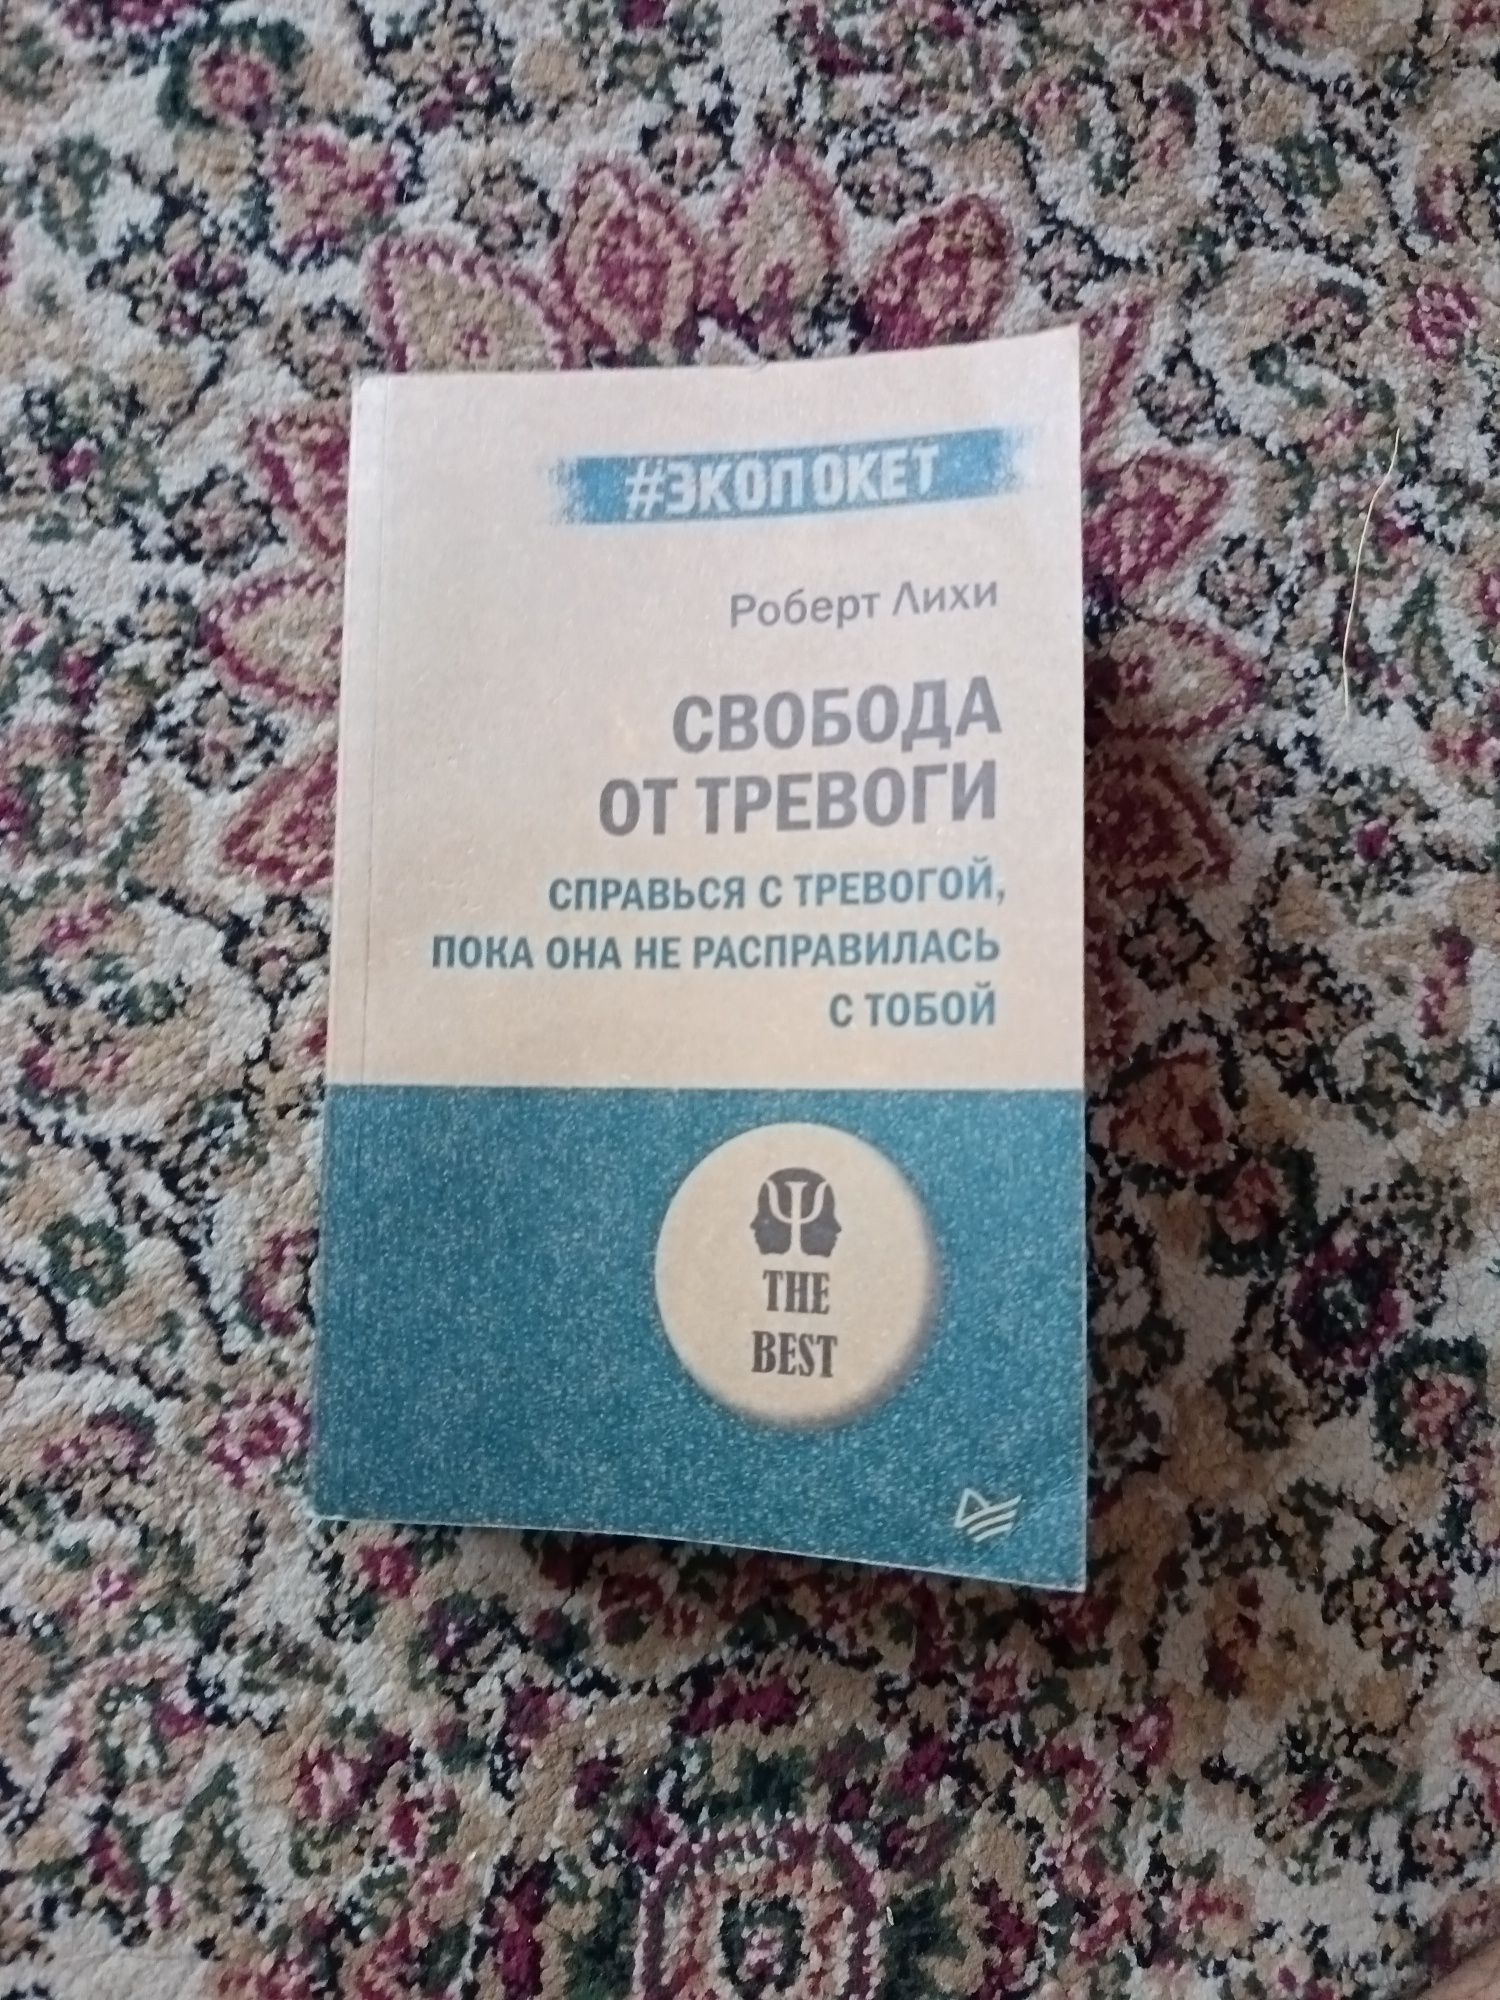 #ЭКОПОКЕТ
Роберт Лихи
СВОБОДА
ОТ ТРЕВОГИ
СПРАВЬСЯ С ТРЕВОГОЙ,
ПОКА ОНА НЕ РАСПРАВИЛАСЬ
С ТОБОЙ
THE
BEST